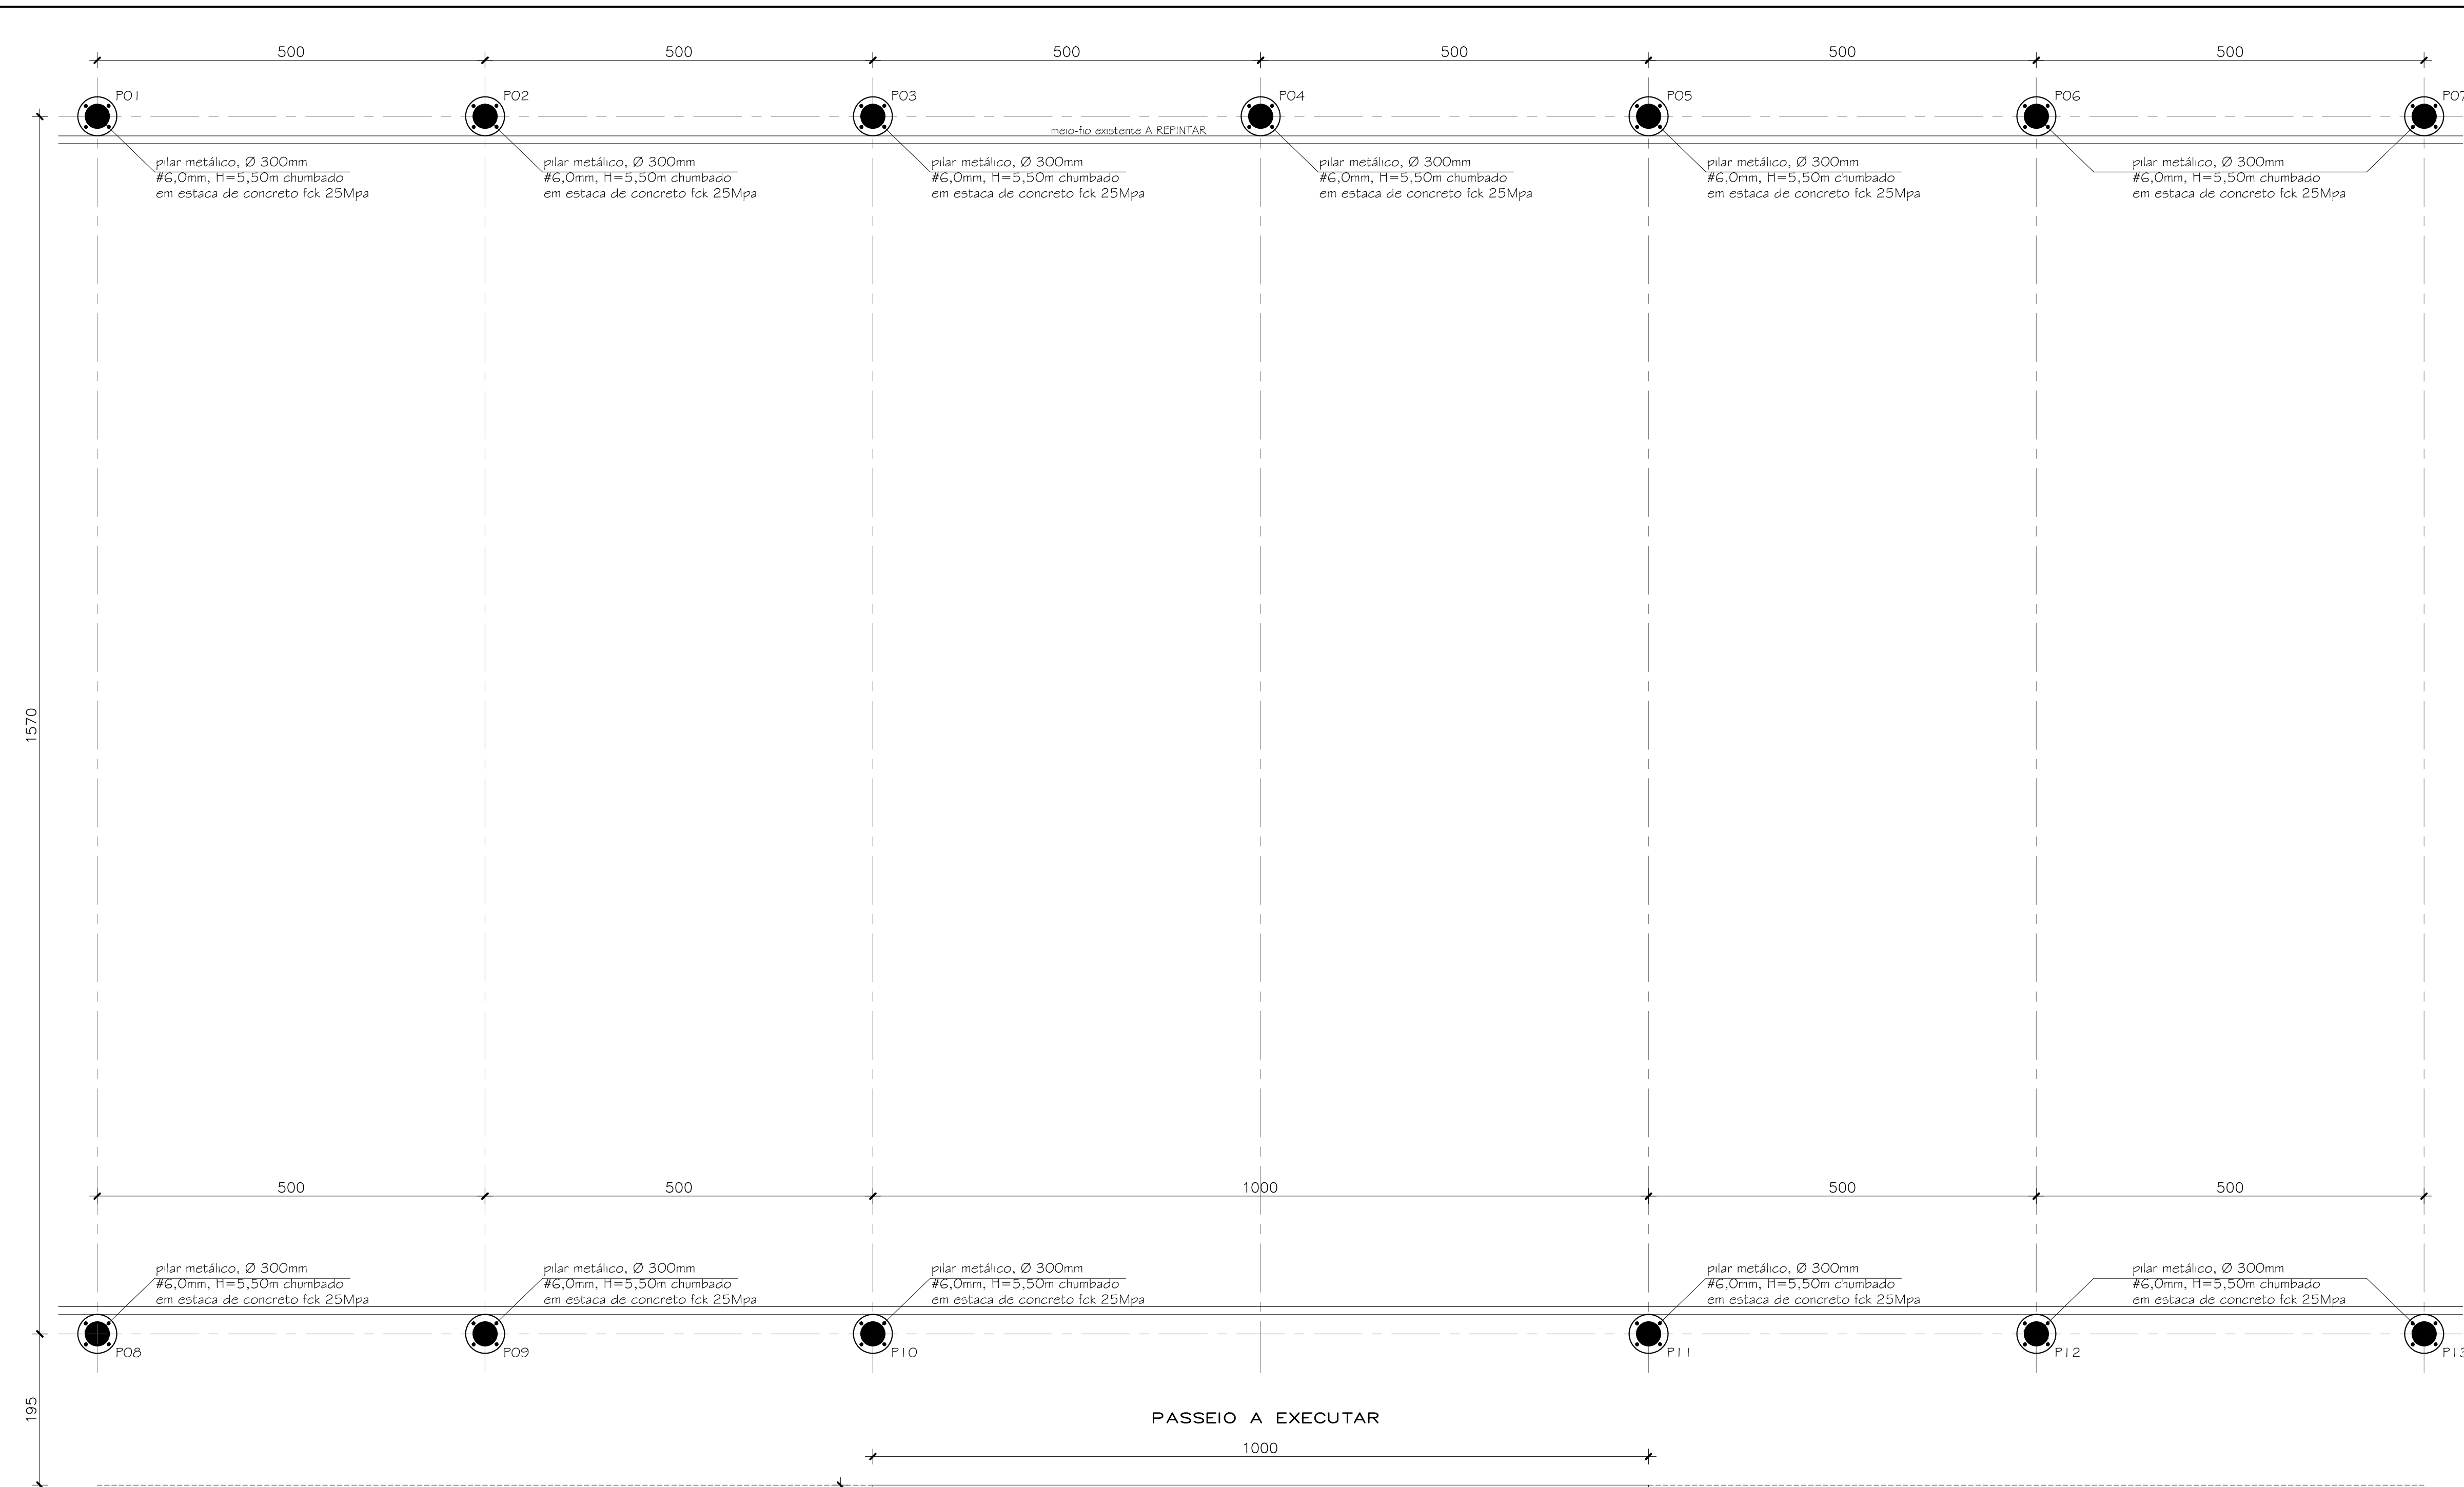 500 500 500 500 500 500
P01 P02 P03 P04 P05 P06 P07
meio-fio existente A REPINTAR
pilar metálico, Ø 300mm
#6,0mm, H=5,50m chumbado
em estaca de concreto fck 25Mpa
pilar metálico, Ø 300mm
#6,0mm, H=5,50m chumbado
em estaca de concreto fck 25Mpa
pilar metálico, Ø 300mm
#6,0mm, H=5,50m chumbado
em estaca de concreto fck 25Mpa
pilar metálico, Ø 300mm
#6,0mm, H=5,50m chumbado
em estaca de concreto fck 25Mpa
pilar metálico, Ø 300mm
#6,0mm, H=5,50m chumbado
em estaca de concreto fck 25Mpa
pilar metálico, Ø 300mm
#6,0mm, H=5,50m chumbado
em estaca de concreto fck 25Mpa
1570
500 500 1000 500 500
pilar metálico, Ø 300mm
#6,0mm, H=5,50m chumbado
em estaca de concreto fck 25Mpa
pilar metálico, Ø 300mm
#6,0mm, H=5,50m chumbado
em estaca de concreto fck 25Mpa
pilar metálico, Ø 300mm
#6,0mm, H=5,50m chumbado
em estaca de concreto fck 25Mpa
pilar metálico, Ø 300mm
#6,0mm, H=5,50m chumbado
em estaca de concreto fck 25Mpa
pilar metálico, Ø 300mm
#6,0mm, H=5,50m chumbado
em estaca de concreto fck 25Mpa
P08 P09 P10 P11 P12 P13
195
PASSEIO A EXECUTAR
1000